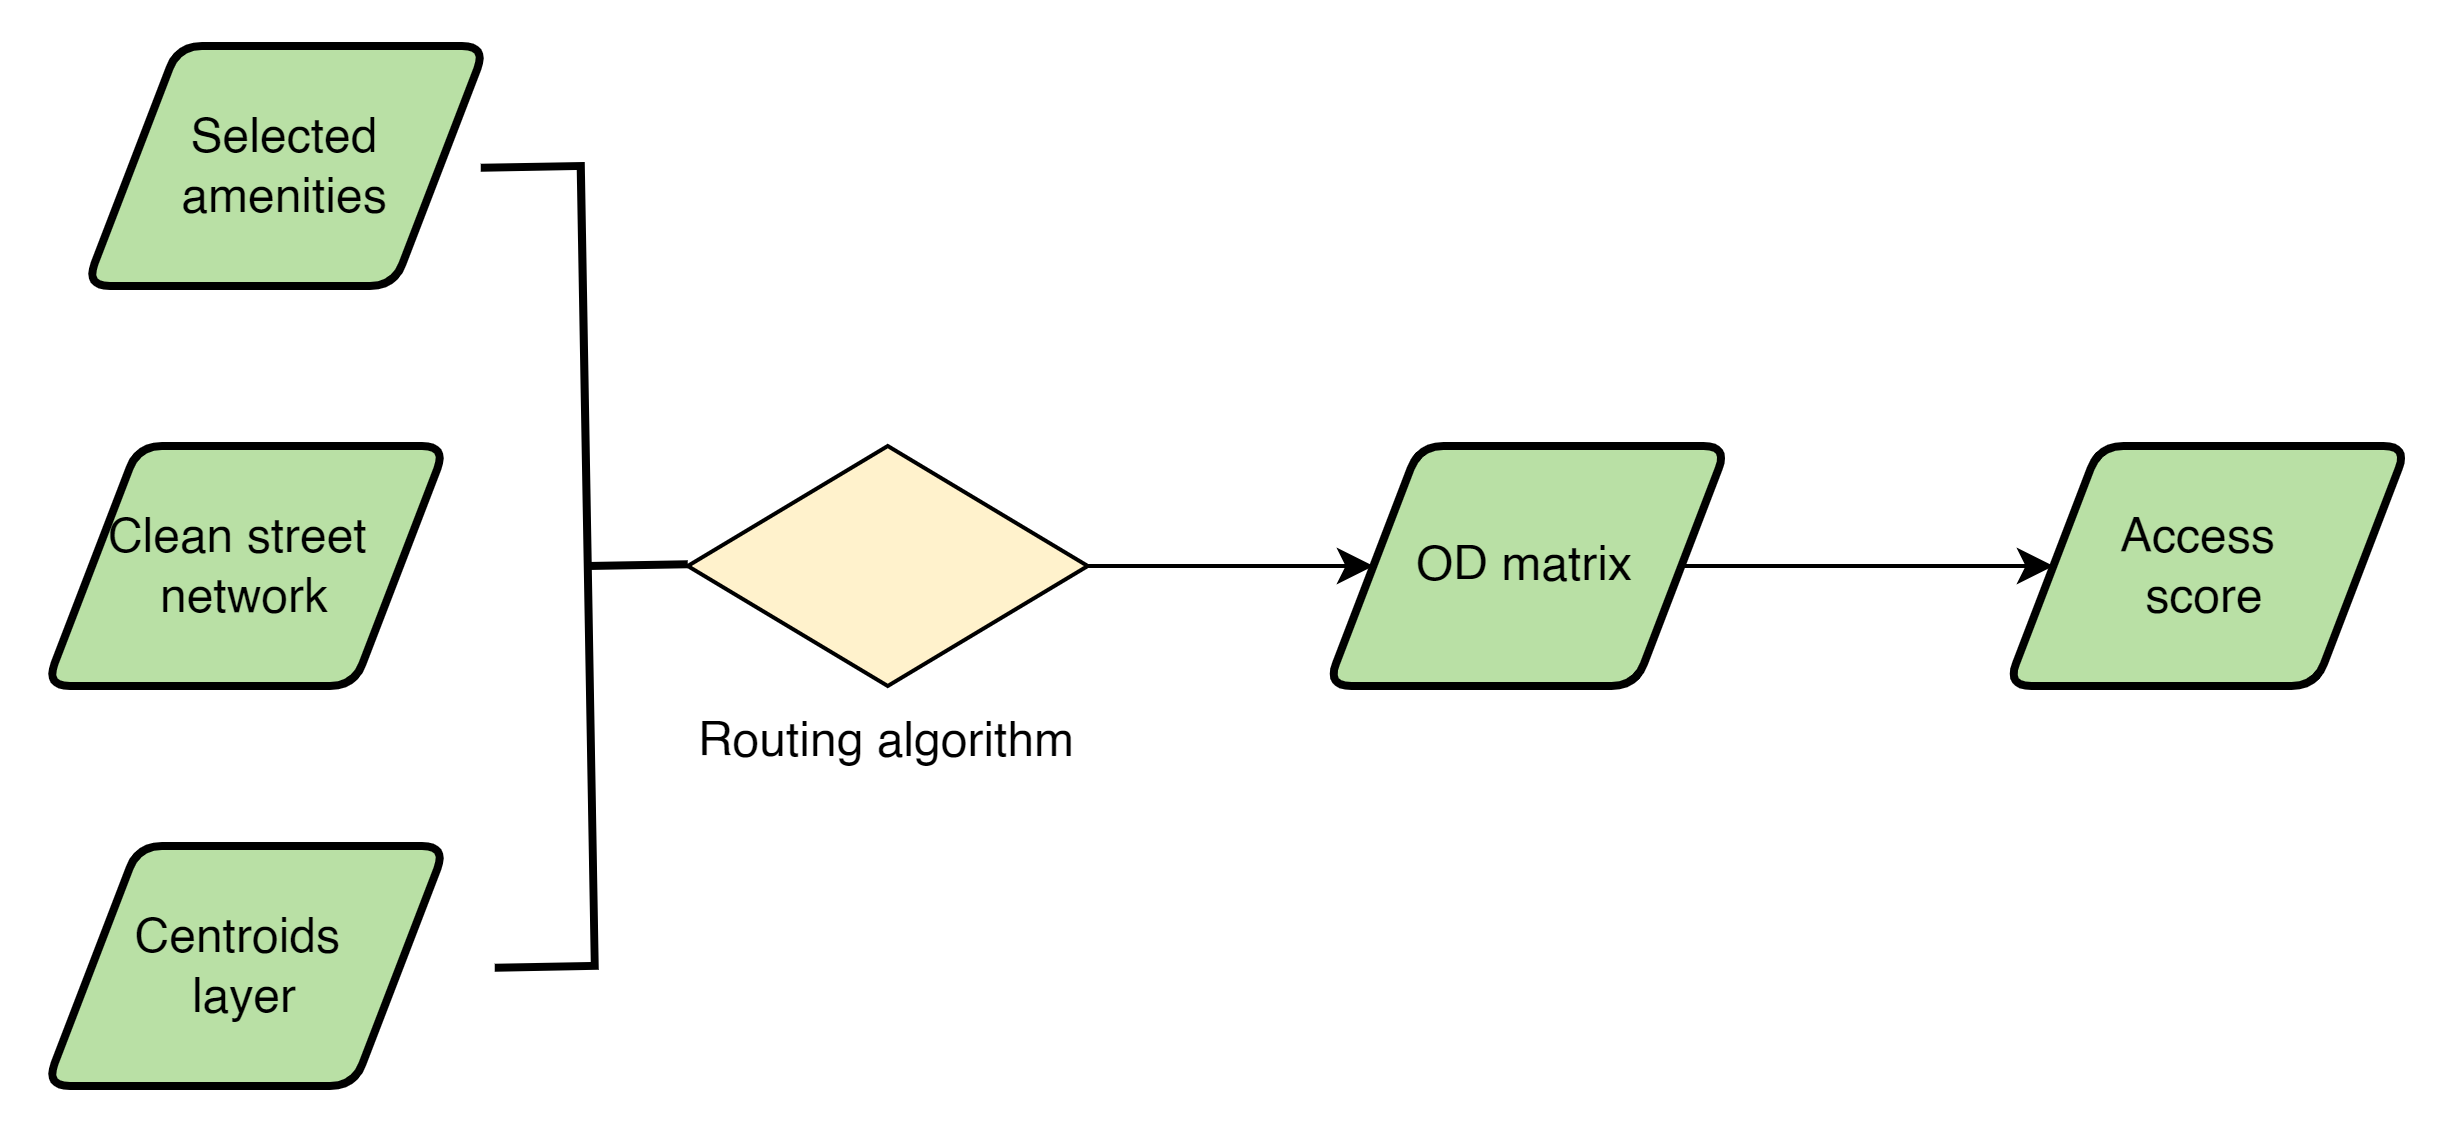 Selected
amenities
Clean street
network
Centroids
layer
Routing algorithm
OD matrix
Access
score